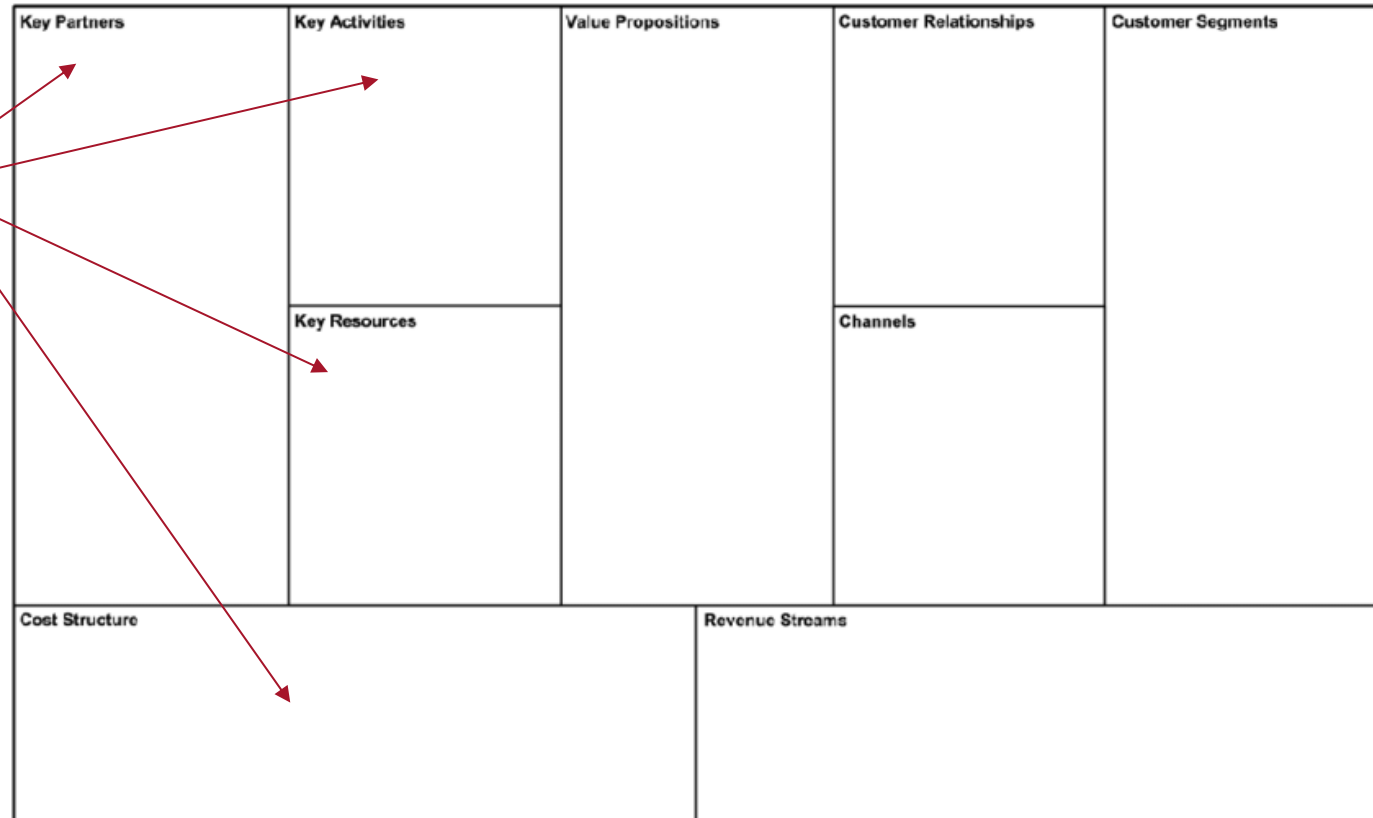 Key Partners
Key Activities
Value Propositions
Customer Relationships
Customer Segments
Key Resources
Channels
Cost Structure
Revenue Streams